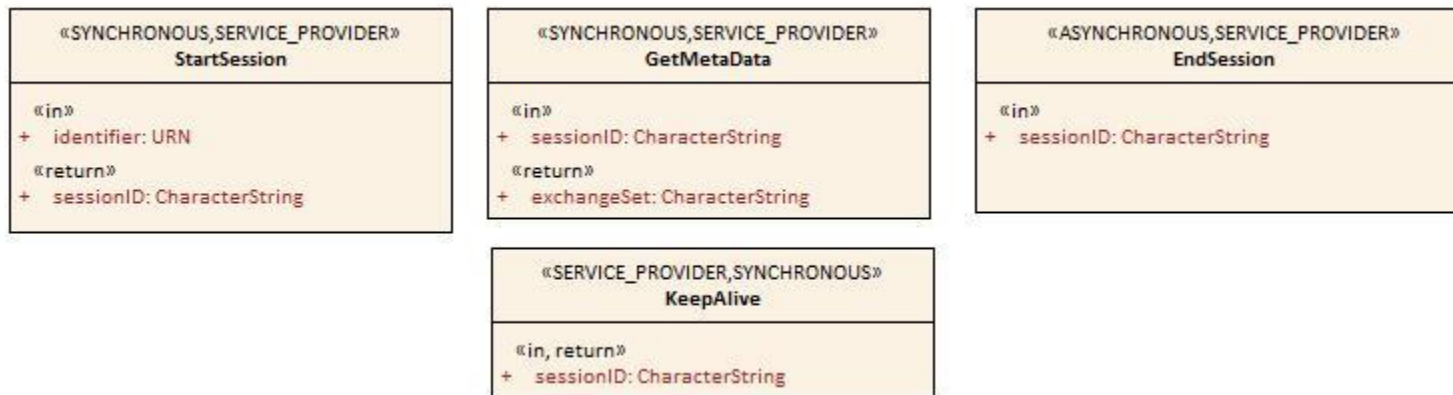 «SYNCHRONOUS,SERVICE_PROVIDER»
StartSession
«in»
+ identifier: URN
«return»
+ sessionID: CharacterString
«SYNCHRONOUS,SERVICE_PROVIDER»
GetMetaData
«in»
+ sessionID: CharacterString
«return»
+ exchangeSet: CharacterString
«ASYNCHRONOUS,SERVICE_PROVIDER»
EndSession
«in»
+ sessionID: CharacterString
«SERVICE_PROVIDER,SYNCHRONOUS»
KeepAlive
«in, return»
+ sessionID: CharacterString